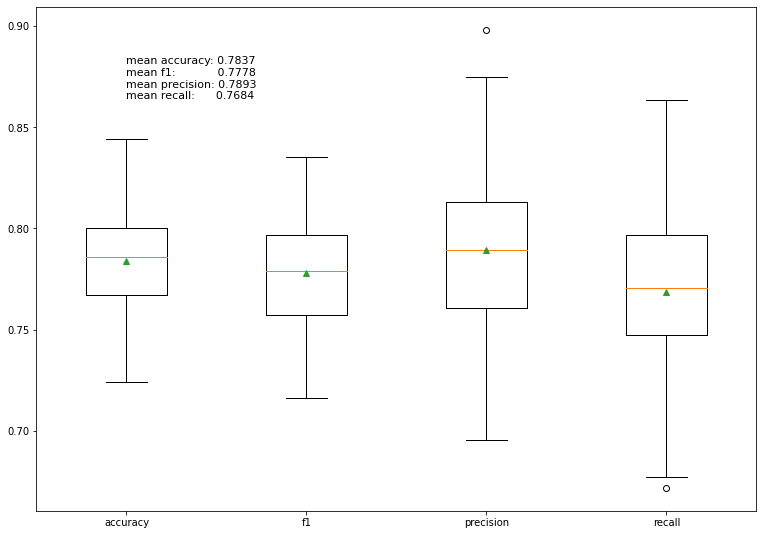 0.90
mean accuracy: 0.7837
mean f1: 0.7778
mean precision: 0.7893
mean recall: 0.7684
0.85
0.80
0.75
0.70
accuracy f1 precision recall